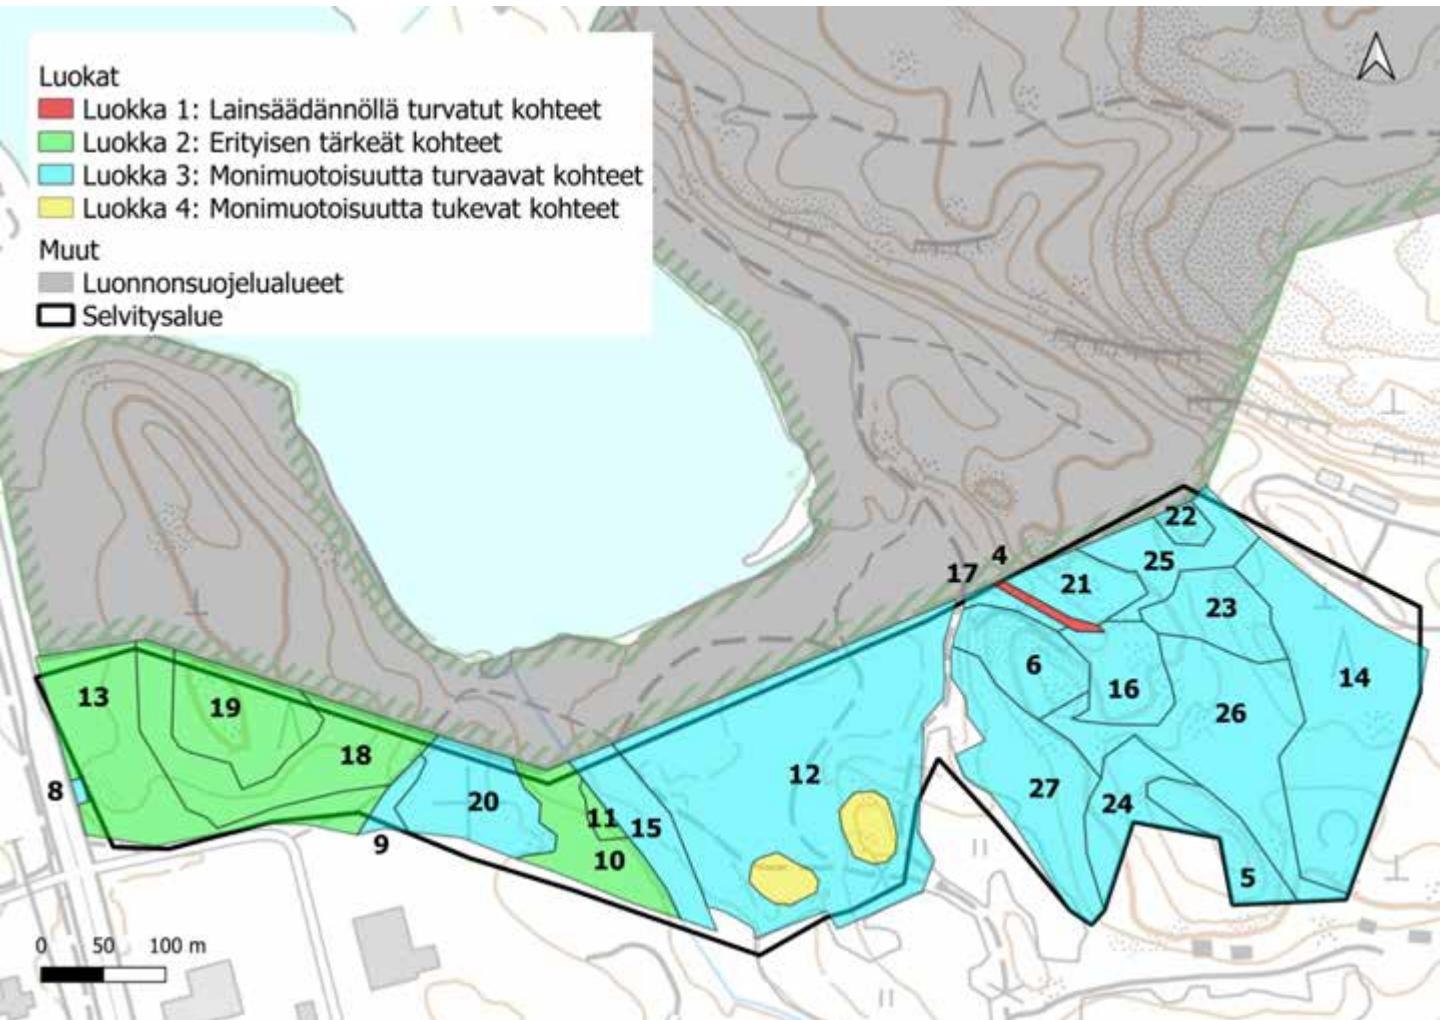 Luokat
Luokka 1: Lainsäädännöllä turvatut kohteet
Luokka 2: Erityisen tärkeät kohteet
Luokka 3: Monimuotoisuutta turvaavat kohteet
Luokka 4: Monimuotoisuutta tukevat kohteet
Muut
Luonnonsuojelualueet
Selvitysalue
22
4
25
17
21
23
6
16
14
13
19
26
18
12
8
20
27
24
11
15
9
10
5
0 50 100 m